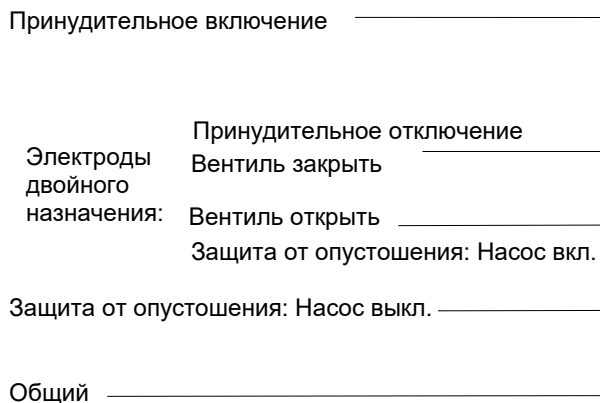 Принудительное включение
Принудительное отключение
Электроды
двойного
назначения:
Вентиль закрыть
Вентиль открыть
Защита от опустошения: Насос вкл.
Защита от опустошения: Насос выкл.
Общий